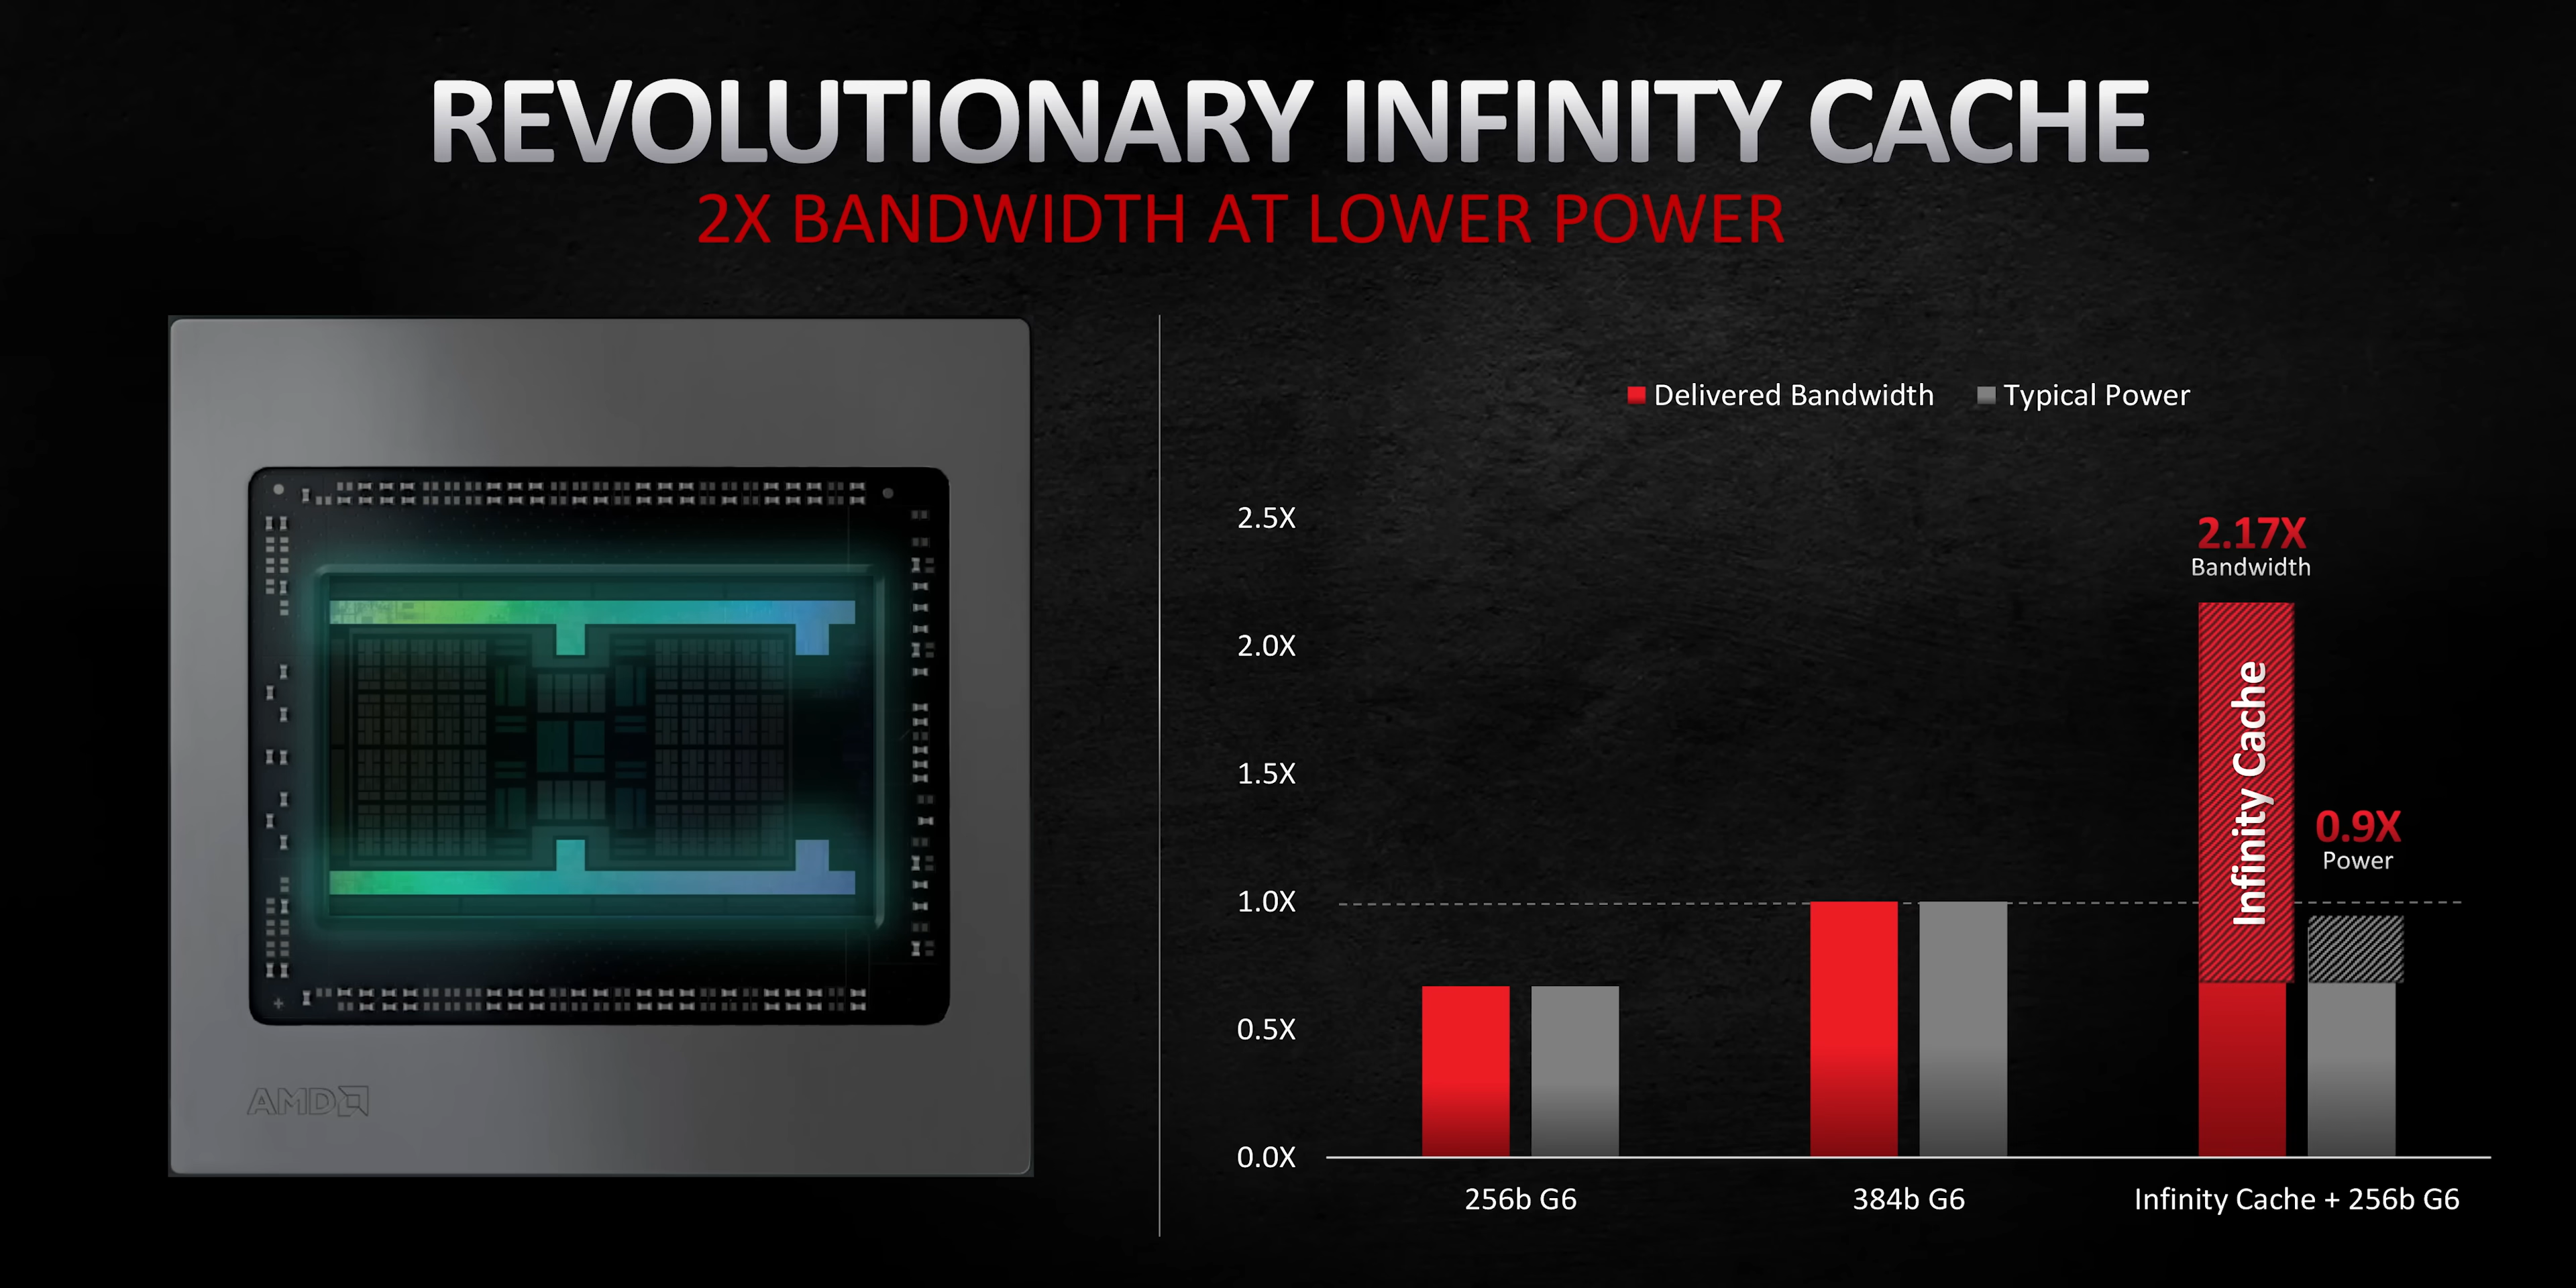 REVOLUTIONARY INFINITY CACHE
2X BANDWIDTH AT LOWER POWER
AMD
Delivered Bandwidth
Typical Power
2.5X
2.0X
1.5X
1.0X
0.5X
0.0X
2.17X
Bandwidth
Infinity Cache
0.9X
Power
256b G6
384b G6
Infinity Cache + 256b G6